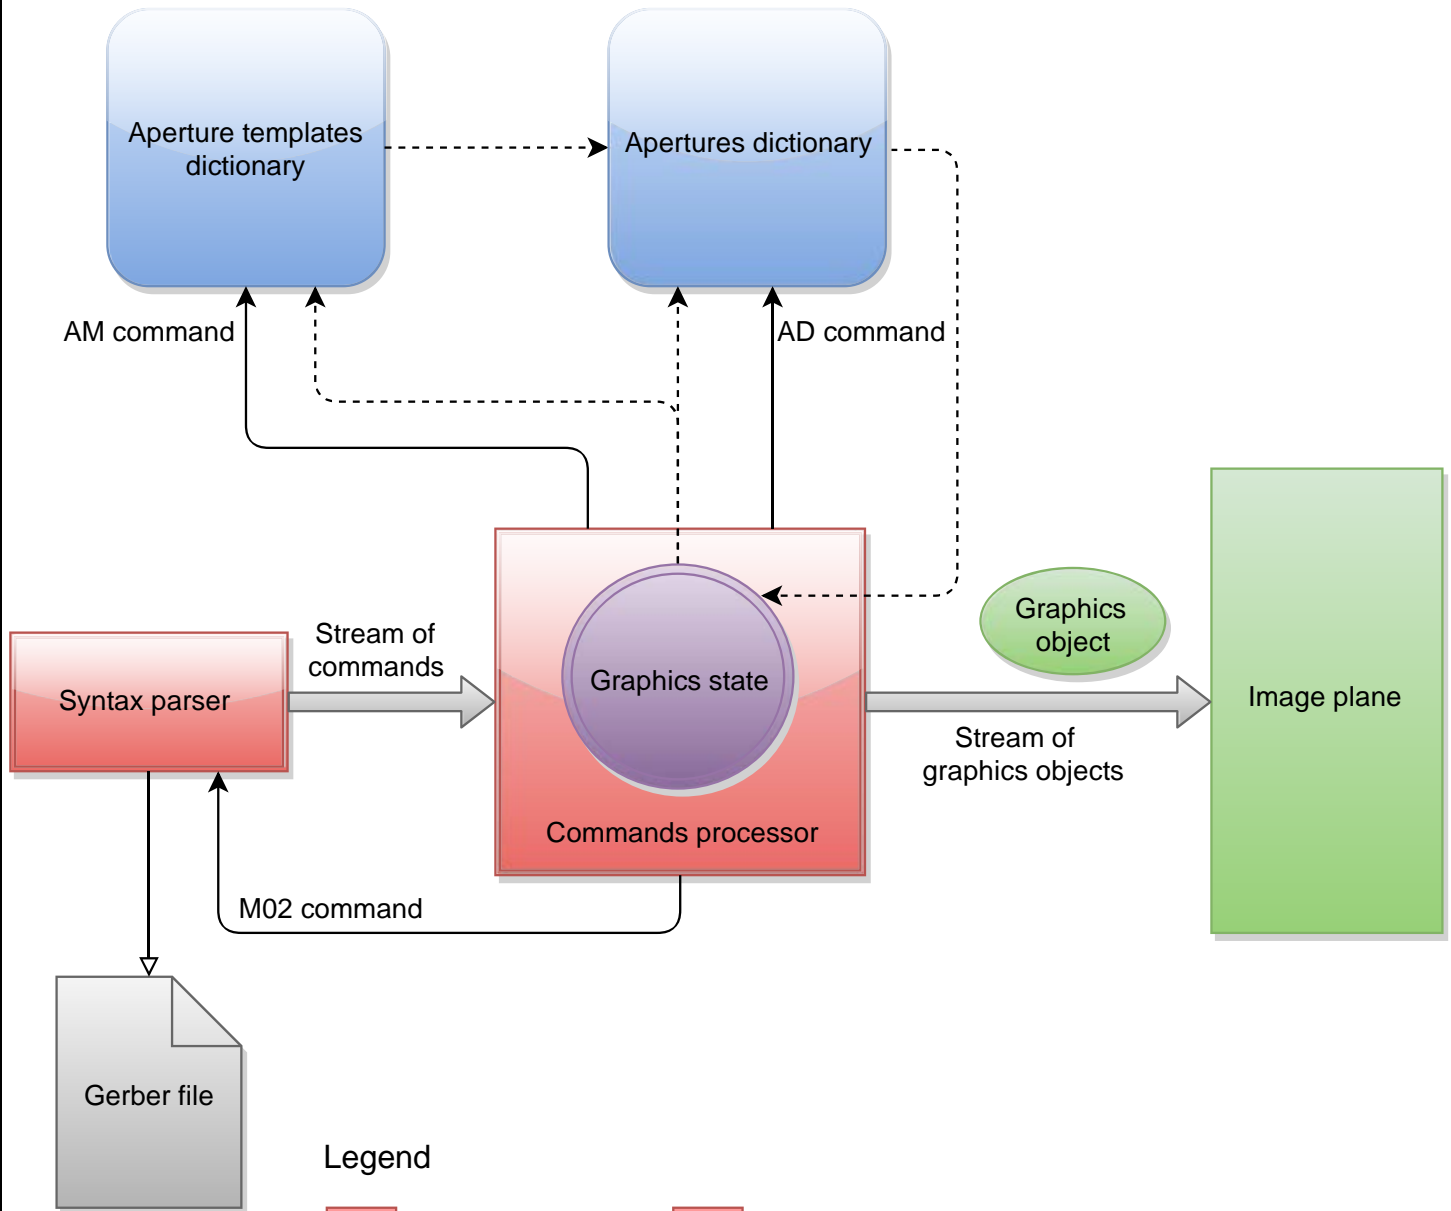 Aperture templates
dictionary
Apertures dictionary
AM command
AD command
Graphics
object
Stream of
commands
Syntax parser
Graphics state
Image plane
Stream of
graphics objects
Commands processor
M02 command
Gerber file
Legend